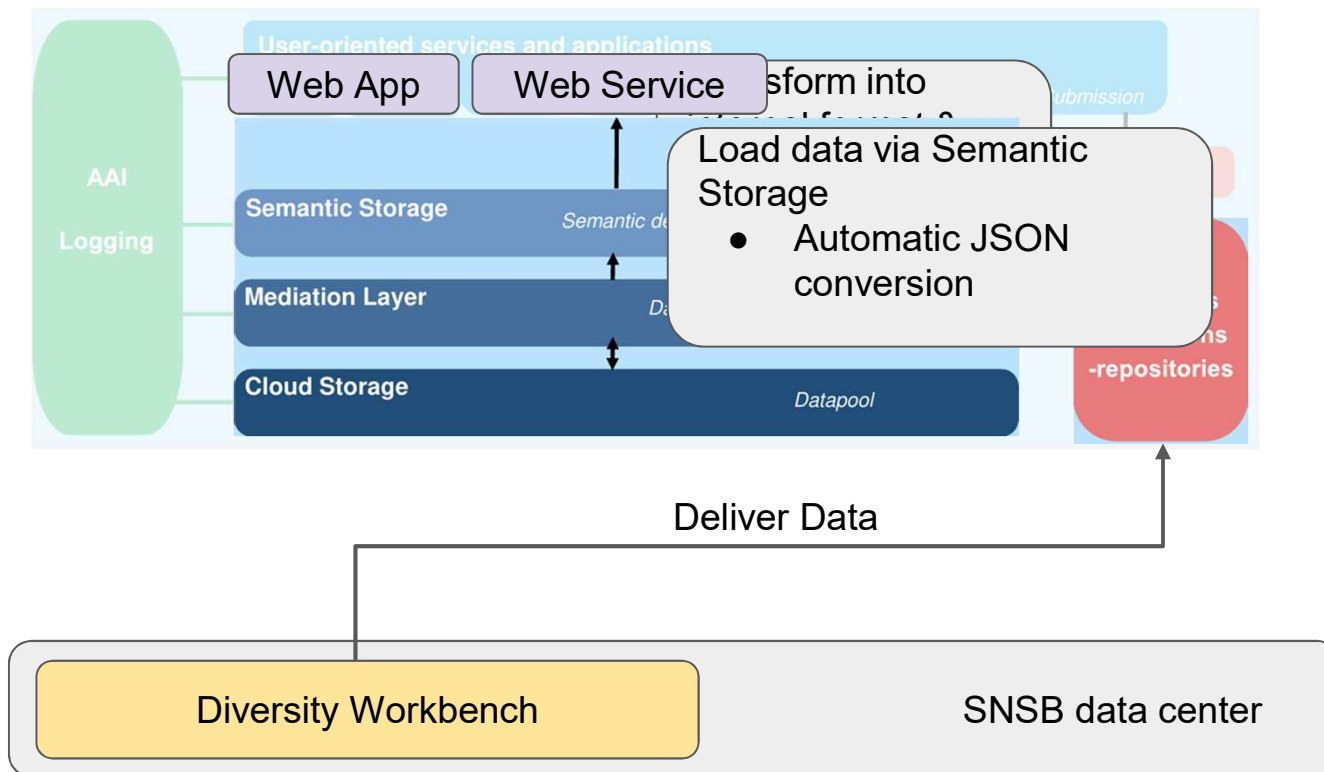 User-oriented services and applications
Web App
Web Service
sform into
Submission
Load data via Semantic
Storage
● Automatic JSON
conversion
AAI
Logging
Semantic Storage
Semantic
Mediation Layer
Cloud Storage
Datapool
-repositories
Deliver Data
Diversity Workbench
SNSB data center